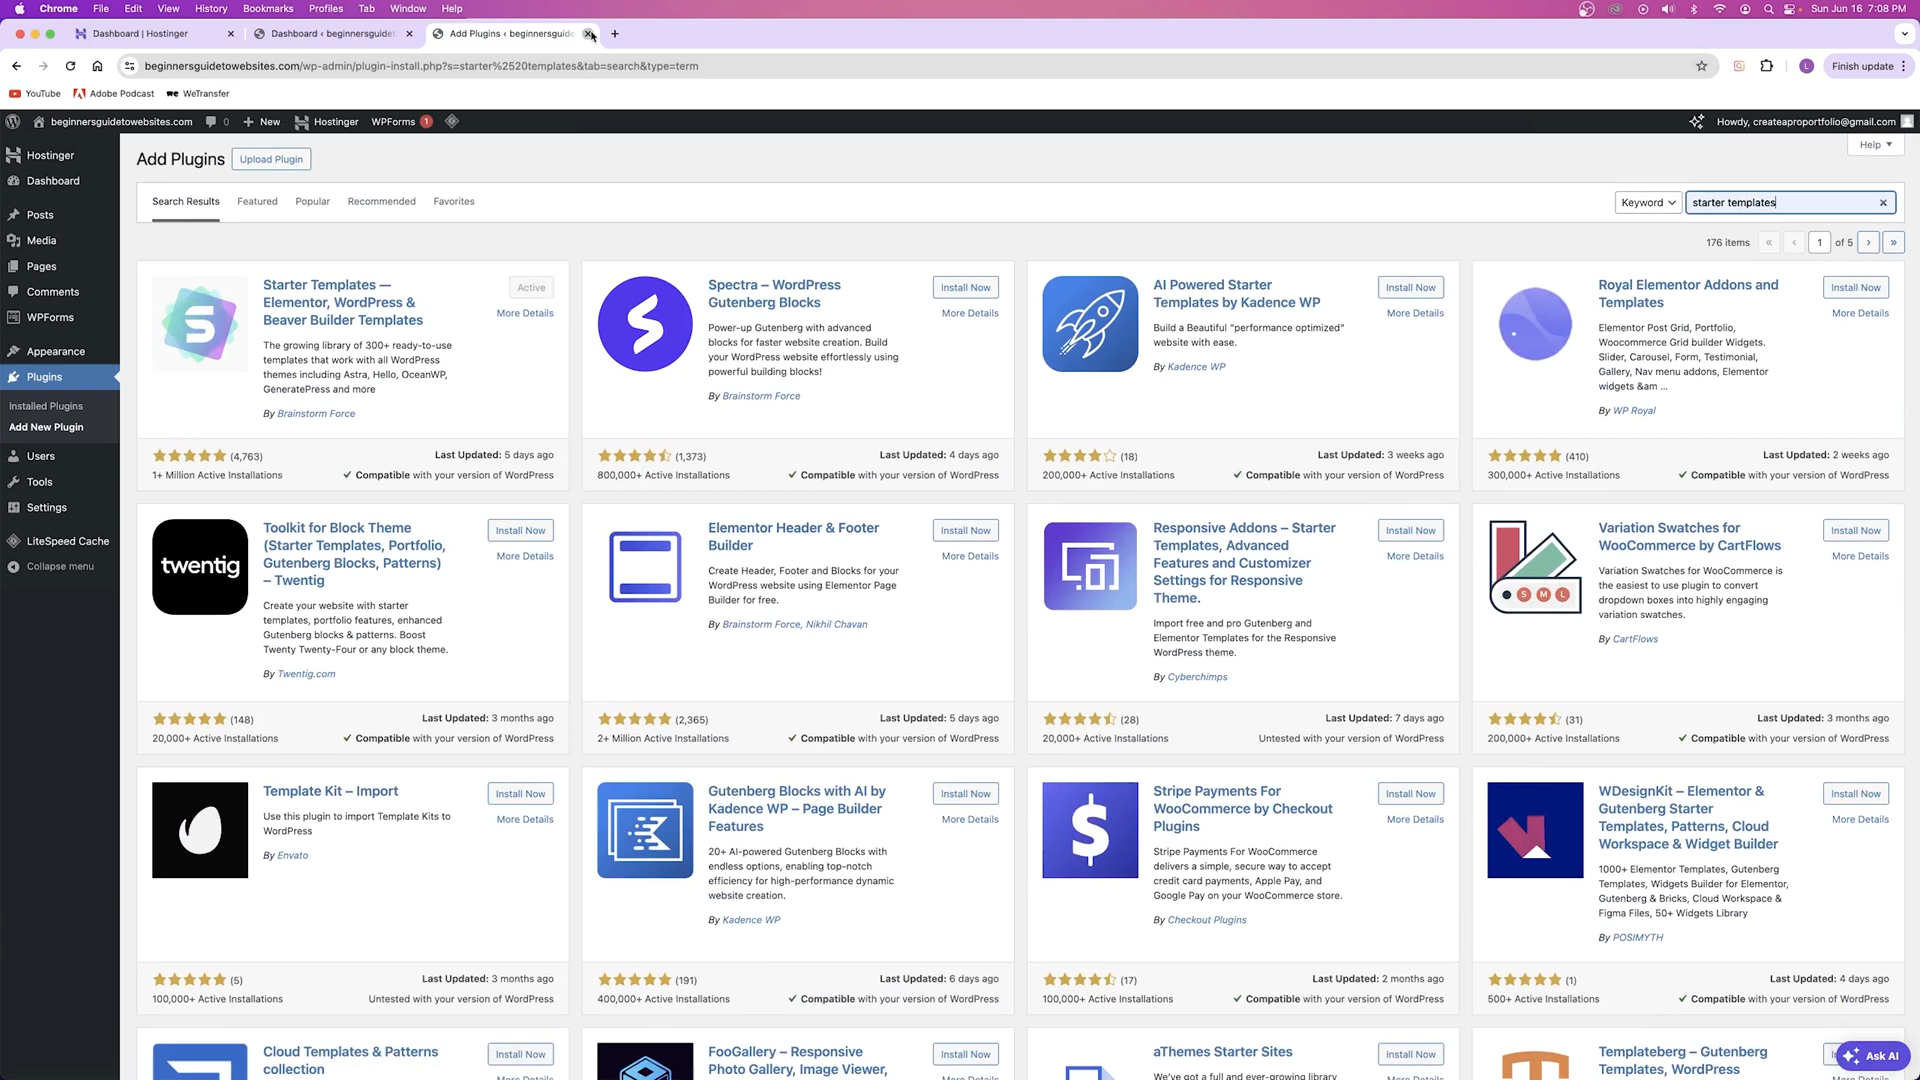 Chrome File Edit View History Bookmarks Profiles Tab Window Help Sun Jun 16 7:08 PM
Dashboard | Hostinger
Dashboard ‹ beginnersguideto
Add Plugins ‹ beginnersguide
beginnersguidetowebsites.com/wp-admin/plugin-install.php?s=starter%2520templates&tab=search&type=term
L
Finish update
YouTube Adobe Podcast WeTransfer
beginnersguidetowebsites.com 0 New Hostinger WPForms 1 Howdy, createaproportfolio@gmail.com
Hostinger
Dashboard
Posts
Media
Pages
Comments
WPForms
Appearance
Plugins
Installed Plugins
Add New Plugin
Users
Tools
Settings
LiteSpeed Cache
Collapse menu
Help
Add Plugins Upload Plugin
Search Results Featured Popular Recommended Favorites
Keyword starter templates
176 items « ‹ 1 of 5 › »
Starter Templates —
Elementor, WordPress &
Beaver Builder Templates
Active
More Details
The growing library of 300+ ready-to-use
templates that work with all WordPress
themes including Astra, Hello, OceanWP,
GeneratePress and more
By Brainstorm Force
(4,763)
Last Updated: 5 days ago
1+ Million Active Installations
Compatible with your version of WordPress
Spectra – WordPress
Gutenberg Blocks
Install Now
More Details
Power-up Gutenberg with advanced
blocks for faster website creation. Build
your WordPress website effortlessly using
powerful building blocks!
By Brainstorm Force
(1,373)
Last Updated: 4 days ago
800,000+ Active Installations
Compatible with your version of WordPress
AI Powered Starter
Templates by Kadence WP
Install Now
More Details
Build a Beautiful "performance optimized"
website with ease.
By Kadence WP
(18)
Last Updated: 3 weeks ago
200,000+ Active Installations
Compatible with your version of WordPress
Royal Elementor Addons and
Templates
Install Now
More Details
Elementor Post Grid, Portfolio,
Woocommerce Grid builder Widgets.
Slider, Carousel, Form, Testimonial,
Gallery, Nav menu addons, Elementor
widgets &am ...
By WP Royal
(410)
Last Updated: 2 weeks ago
300,000+ Active Installations
Compatible with your version of WordPress
twentig
Toolkit for Block Theme
(Starter Templates, Portfolio,
Gutenberg Blocks, Patterns)
– Twentig
Install Now
More Details
Create your website with starter
templates, portfolio features, enhanced
Gutenberg blocks & patterns. Boost
Twenty Twenty-Four or any block theme.
By Twentig.com
(148)
Last Updated: 3 months ago
20,000+ Active Installations
Compatible with your version of WordPress
Elementor Header & Footer
Builder
Install Now
More Details
Create Header, Footer and Blocks for your
WordPress website using Elementor Page
Builder for free.
By Brainstorm Force, Nikhil Chavan
(2,365)
Last Updated: 5 days ago
2+ Million Active Installations
Compatible with your version of WordPress
Responsive Addons – Starter
Templates, Advanced
Features and Customizer
Settings for Responsive
Theme.
Install Now
More Details
Import free and pro Gutenberg and
Elementor Templates for the Responsive
WordPress theme.
By Cyberchimps
(28)
Last Updated: 7 days ago
20,000+ Active Installations
Untested with your version of WordPress
S M L
Variation Swatches for
WooCommerce by CartFlows
Install Now
More Details
Variation Swatches for WooCommerce is
the easiest to use plugin to convert
dropdown boxes into highly engaging
variation swatches.
By CartFlows
(31)
Last Updated: 3 months ago
200,000+ Active Installations
Compatible with your version of WordPress
Template Kit – Import
Install Now
More Details
Use this plugin to import Template Kits to
WordPress
By Envato
(5)
Last Updated: 3 months ago
100,000+ Active Installations
Untested with your version of WordPress
Gutenberg Blocks with AI by
Kadence WP – Page Builder
Features
Install Now
More Details
20+ AI-powered Gutenberg Blocks with
endless options, enabling top-notch
efficiency for high-performance dynamic
website creation.
By Kadence WP
(191)
Last Updated: 6 days ago
400,000+ Active Installations
Compatible with your version of WordPress
$
Stripe Payments For
WooCommerce by Checkout
Plugins
Install Now
More Details
Stripe Payments For WooCommerce
delivers a simple, secure way to accept
credit card payments, Apple Pay, and
Google Pay on your WooCommerce store.
By Checkout Plugins
(17)
Last Updated: 2 months ago
100,000+ Active Installations
Compatible with your version of WordPress
WDesignKit – Elementor &
Gutenberg Starter
Templates, Patterns, Cloud
Workspace & Widget Builder
Install Now
More Details
1000+ Elementor Templates, Gutenberg
Templates, Widgets Builder for Elementor,
Gutenberg & Bricks, Cloud Workspace &
Figma Files, 50+ Widgets Library
By POSIMYTH
(1)
Last Updated: 4 days ago
500+ Active Installations
Compatible with your version of WordPress
Cloud Templates & Patterns
collection
Install Now
More Details
FooGallery – Responsive
Photo Gallery, Image Viewer,
Install Now
More Details
aThemes Starter Sites
Install Now
More Details
We've got a full and ever-growing library
Templateberg – Gutenberg
Templates, WordPress
Ask AI